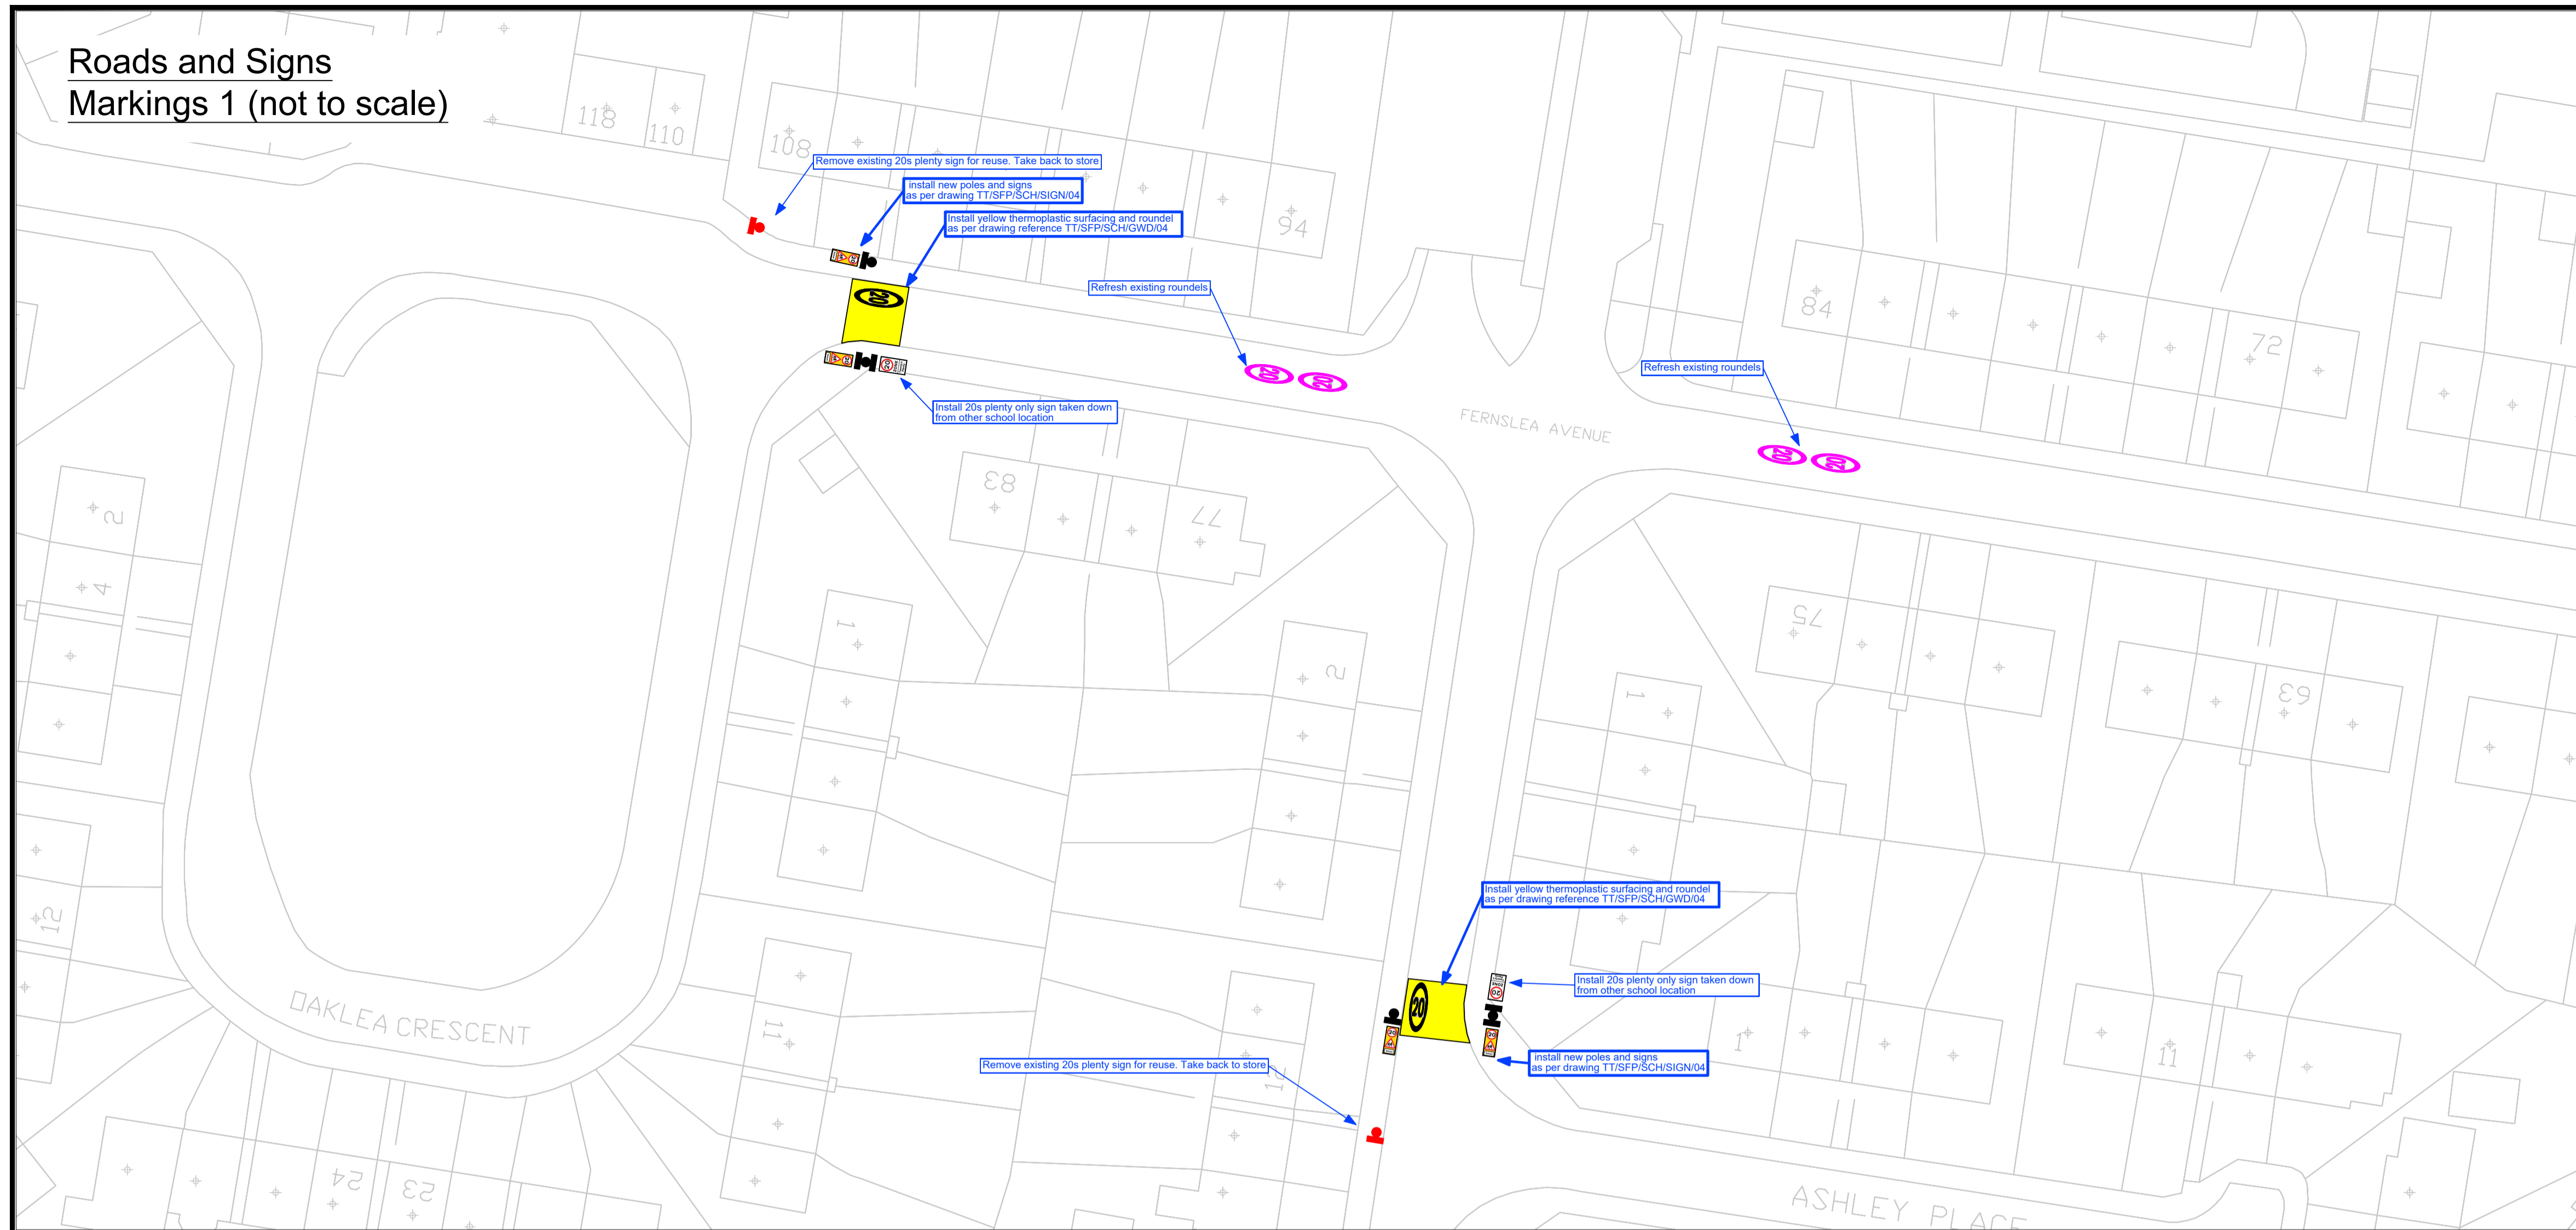 Roads and Signs
Markings 1 (not to scale)
118
110
108
Remove existing 20s plenty sign for reuse. Take back to store
install new poles and signs
as per drawing TT/SFP/SCH/SIGN/04
Install yellow thermoplastic surfacing and roundel
as per drawing reference TT/SFP/SCH/GWD/04
94
20
Refresh existing roundels
20
20
84
72
Refresh existing roundels
20
20
FERNSLEA AVENUE
Install 20s plenty only sign taken down
from other school location
83
77
2
4
1
2
75
1
63
12
Install yellow thermoplastic surfacing and roundel
as per drawing reference TT/SFP/SCH/GWD/04
Install 20s plenty only sign taken down
from other school location
20
OAKLEA CRESCENT
11
1
11
install new poles and signs
as per drawing TT/SFP/SCH/SIGN/04
Remove existing 20s plenty sign for reuse. Take back to store
12
24
23
ASHLEY PLACE